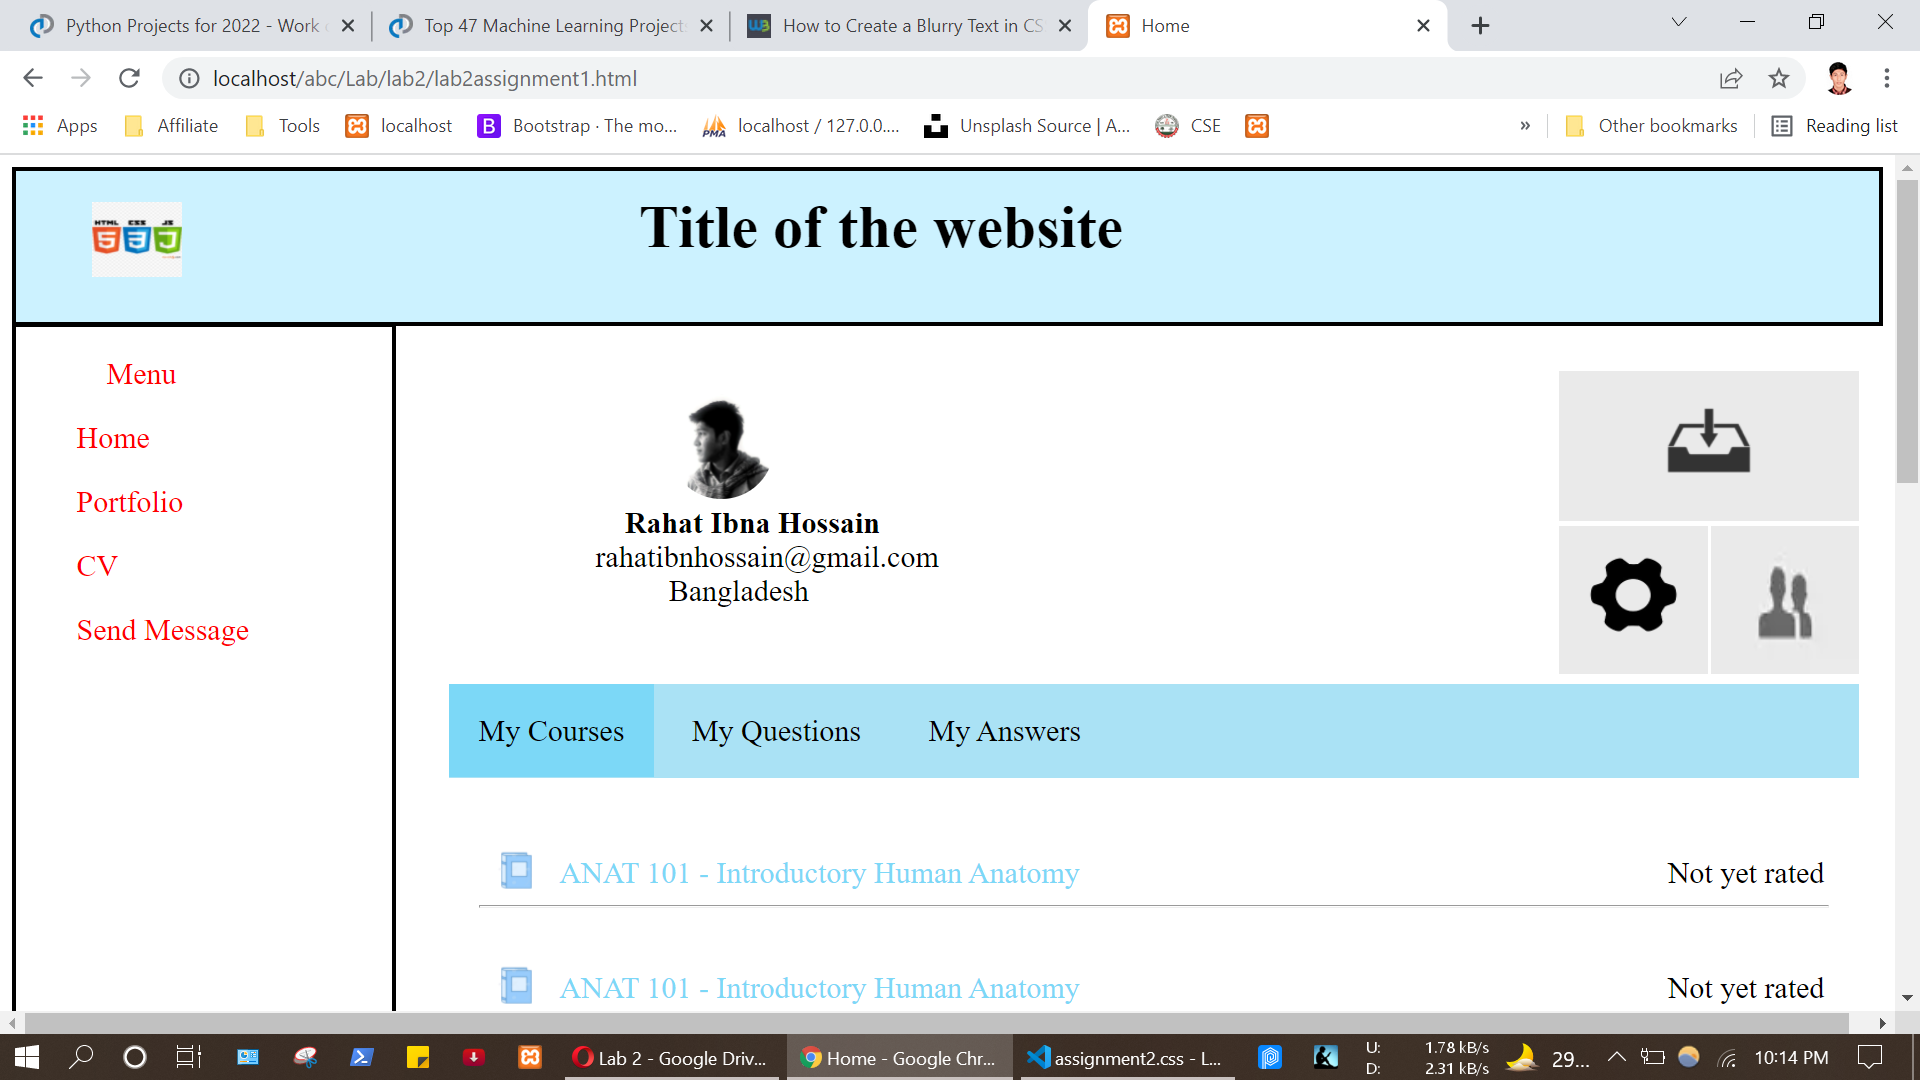 Python Projects for 2022 - Work
Top 47 Machine Learning Project
How to Create a Blurry Text in CS
Home
localhost/abc/Lab/lab2/lab2assignment1.html
Apps
Affiliate
Tools
localhost
Bootstrap · The mo...
PMA
localhost / 127.0.0....
Unsplash Source | A...
CSE
»
Other bookmarks
Reading list
HTML CSS JS
5 3 J
Title of the website
Menu
Home
Portfolio
CV
Send Message
Rahat Ibna Hossain
rahatibnhossain@gmail.com
Bangladesh
My Courses
My Questions
My Answers
ANAT 101 - Introductory Human Anatomy
Not yet rated
ANAT 101 - Introductory Human Anatomy
Not yet rated
Lab 2 - Google Driv...
Home - Google Chr...
assignment2.css - L...
U: 1.78 kB/s
D: 2.31 kB/s
29...
10:14 PM